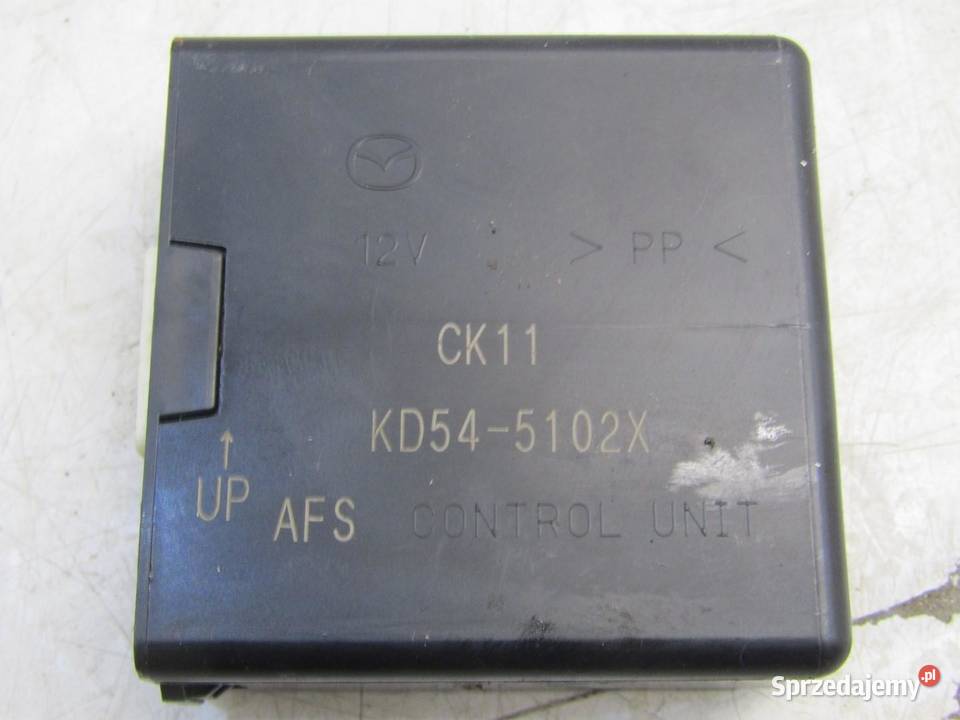 12V > PP <
CK11
KD54-5102X
↑
UP
AFS CONTROL UNIT
Sprzedajemy.pl